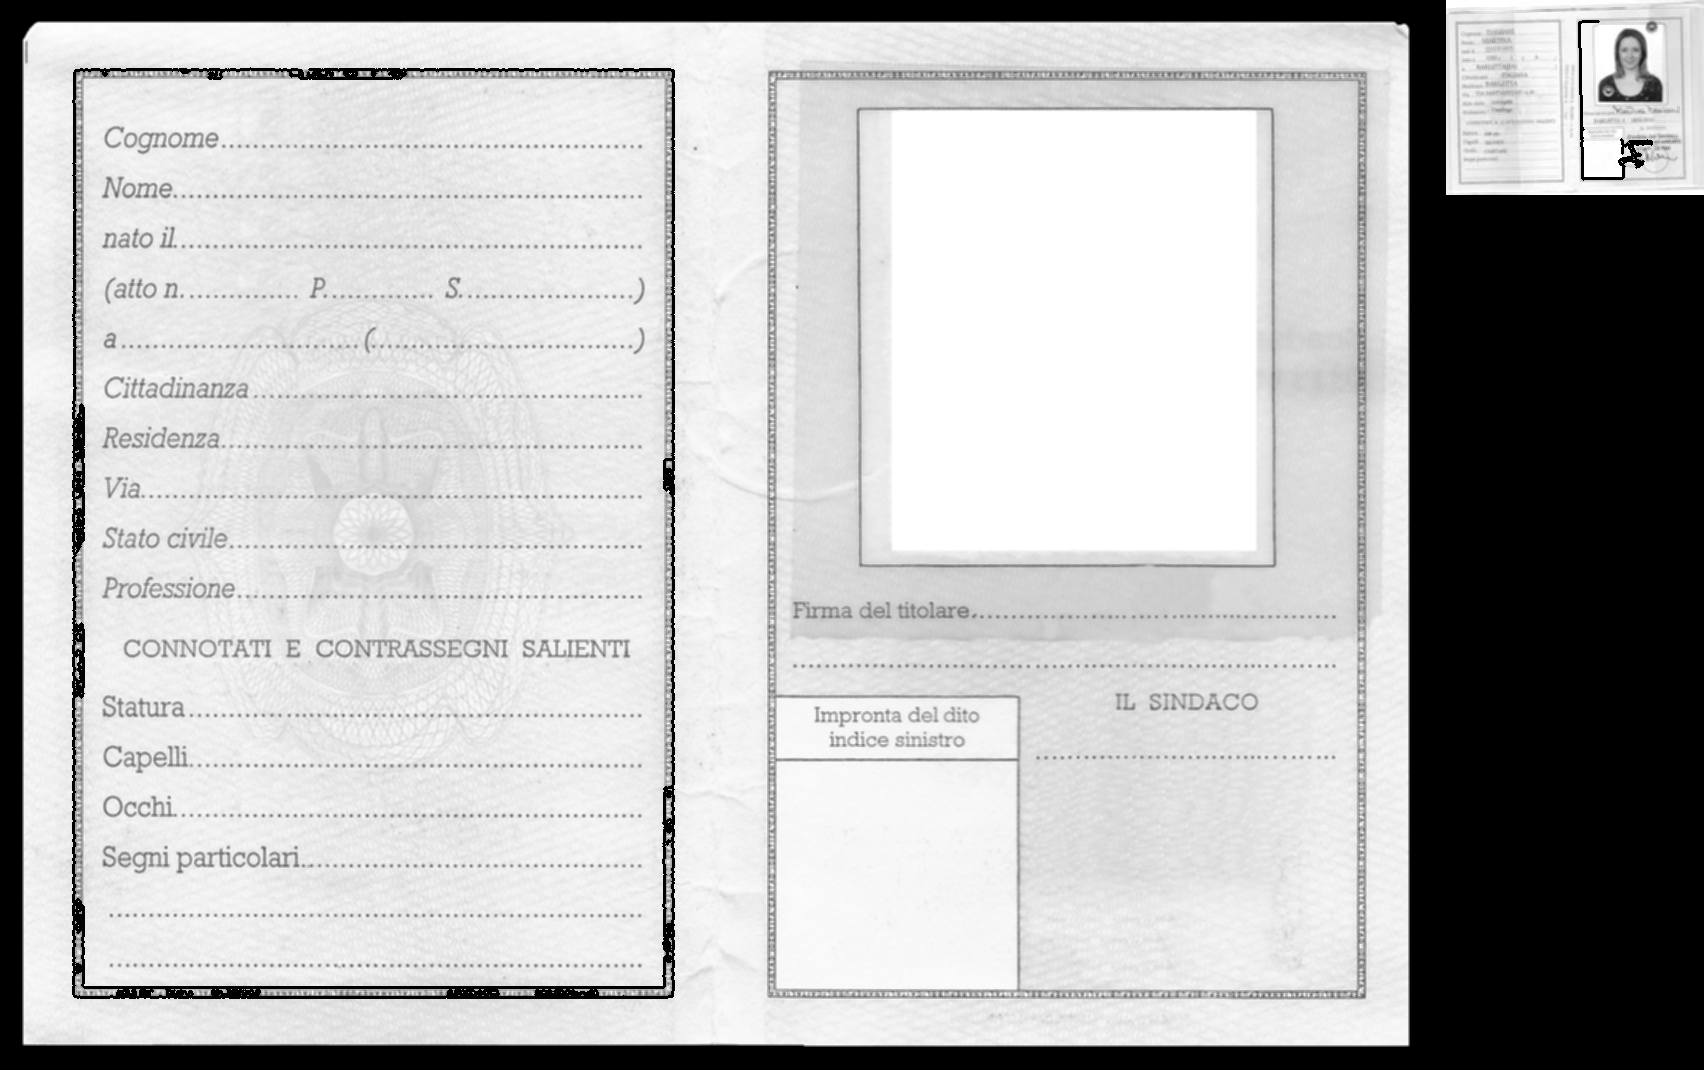 Cognome
Nome
nato il
(atto n. P. S. )
a ( )
Cittadinanza
Residenza
Via
Stato civile
Professione
CONNOTATI E CONTRASSEGNI SALIENTI
Statura
Capelli
Occhi
Segni particolari
Firma del titolare
IL SINDACO
Impronta del dito
indice sinistro